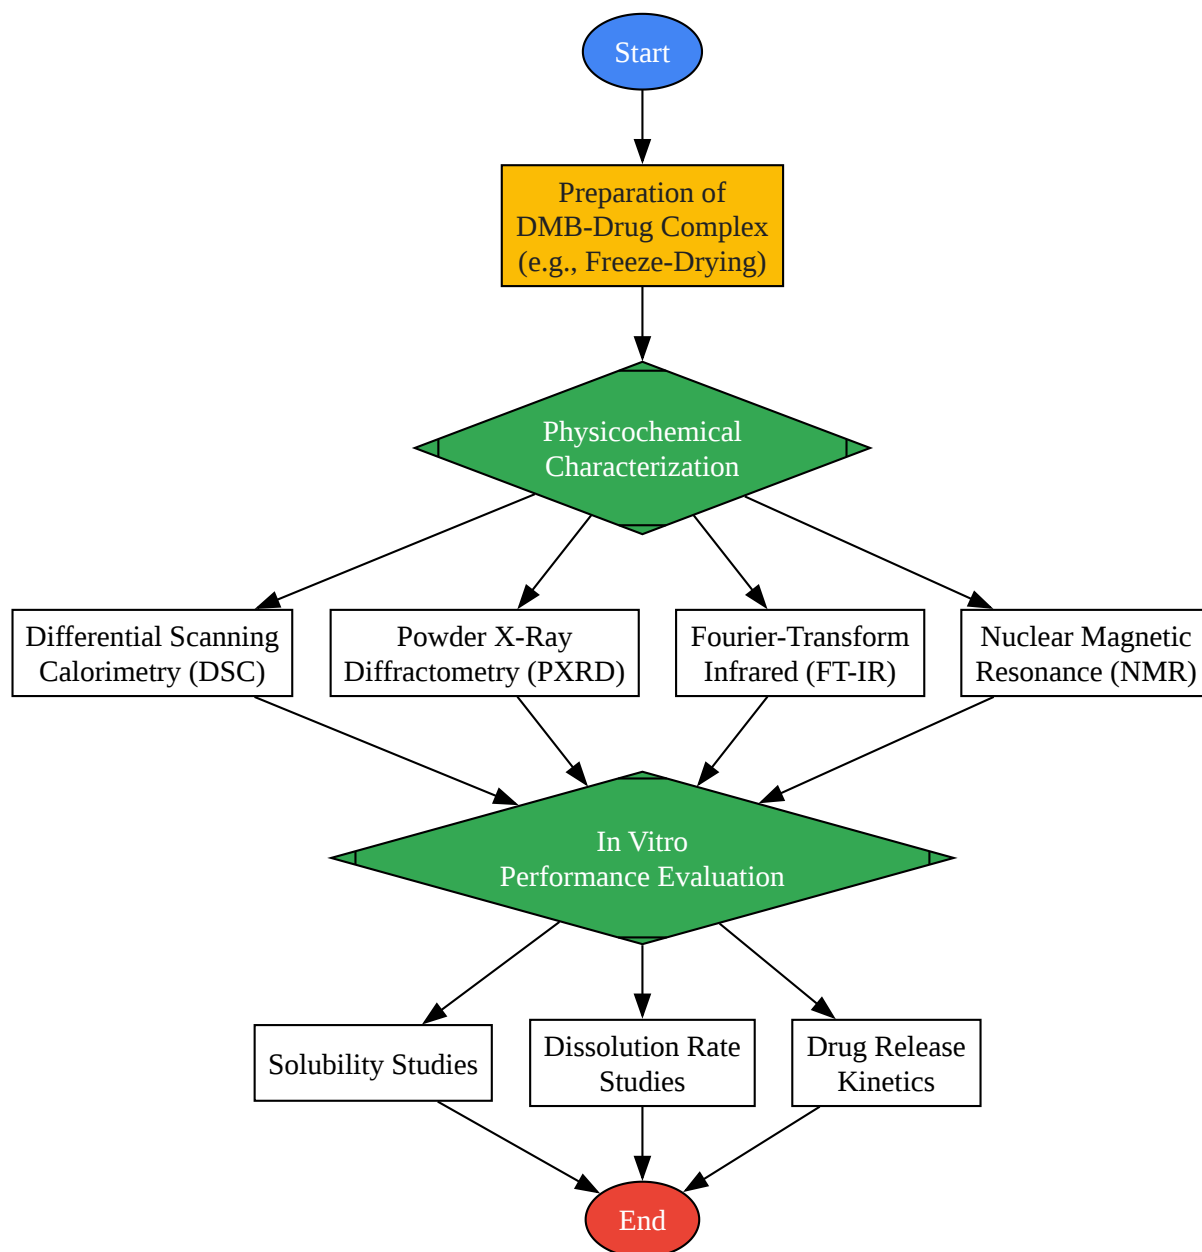 Start
Preparation of
DMB-Drug Complex
(e.g., Freeze-Drying)
Physicochemical
Characterization
Differential Scanning
Calorimetry (DSC)
Powder X-Ray
Diffractometry (PXRD)
Fourier-Transform
Infrared (FT-IR)
Nuclear Magnetic
Resonance (NMR)
In Vitro
Performance Evaluation
Solubility Studies
Dissolution Rate
Studies
Drug Release
Kinetics
End